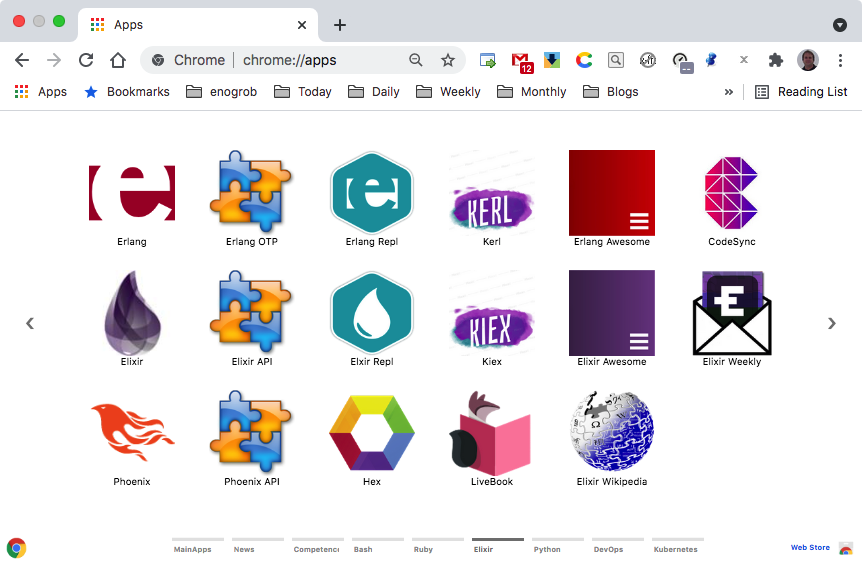 Apps
Chrome chrome://apps
12
Apps Bookmarks enogrob Today Daily Weekly Monthly Blogs » Reading List
e e KERL
Erlang Erlang OTP Erlang Repl Kerl Erlang Awesome CodeSync
KIEX E
Elixir Elixir API Elxir Repl Kiex Elixir Awesome Elixir Weekly
Phoenix Phoenix API Hex LiveBook Elixir Wikipedia
MainApps News Competenc Bash Ruby Elixir Python DevOps Kubernetes Web Store